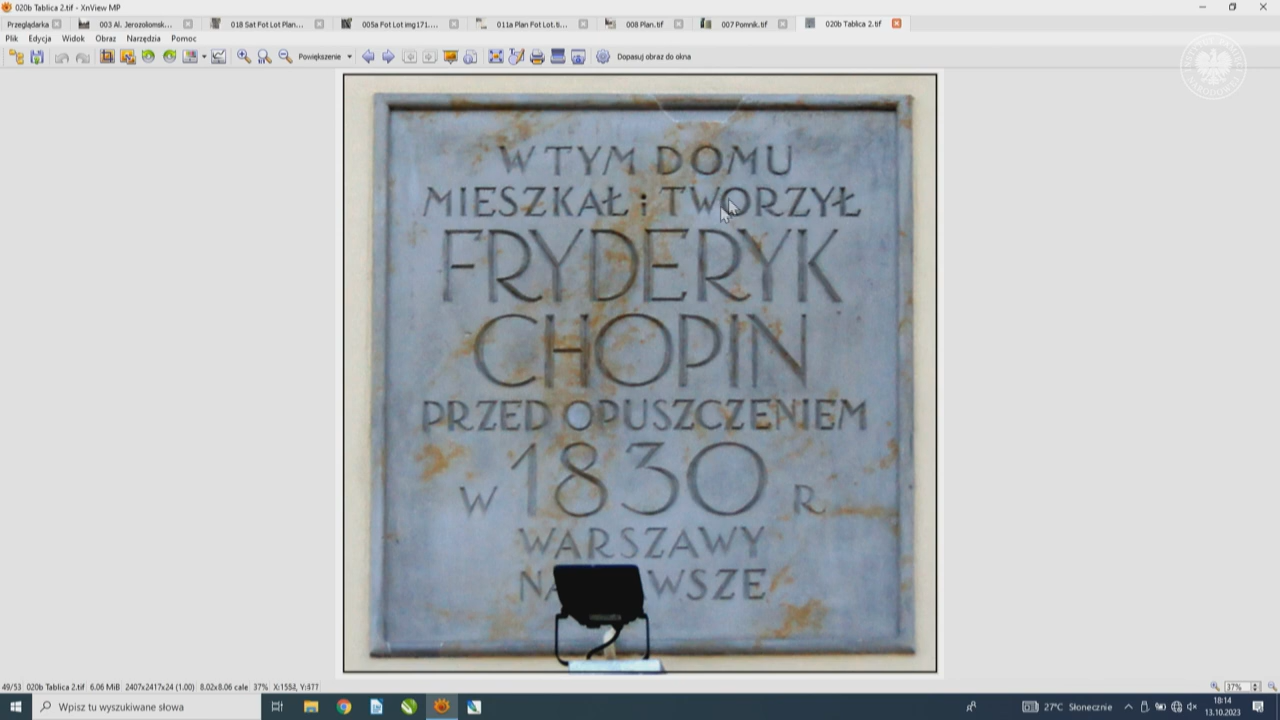 020b Tablica 2.tif - XnView MP
Przeglądarka
003 Al. Jerozolimsk...
018 Sat Fot Lot Plan...
005a Fot Lot img171....
011a Plan Fot Lot.ti...
008 Plan.tif
007 Pomnik.tif
020b Tablica 2.tif
Plik Edycja Widok Obraz Narzędzia Pomoc
Powiększenie
Dopasuj obraz do okna
W TYM DOMU
MIESZKAŁ i TWORZYŁ
FRYDERYK
CHOPIN
PRZED OPUSZCZENIEM
W 1830 R
WARSZAWY
WSZE
49/53 020b Tablica 2.tif 6.06 MiB 2407x2417x24 (1.00) 8.02x8.06 cale 37% X:1552, Y:477
37%
Wpisz tu wyszukiwane słowa
27°C Słonecznie
18:14
13.10.2023